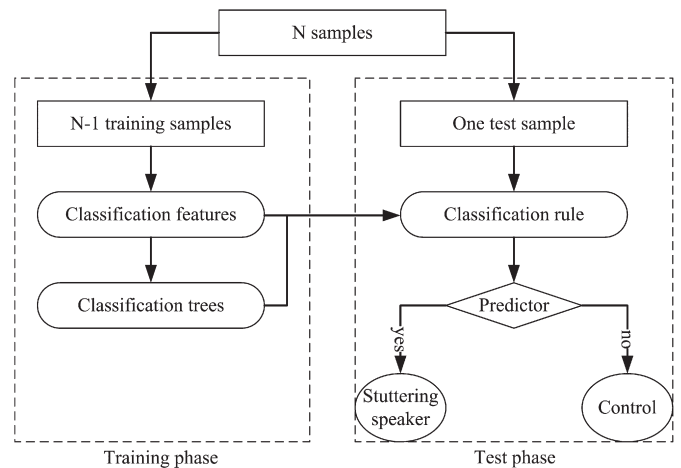 N samples
N-1 training samples
One test sample
Classification features
Classification rule
Classification trees
Predictor
yes
no
Stuttering
speaker
Control
Training phase
Test phase